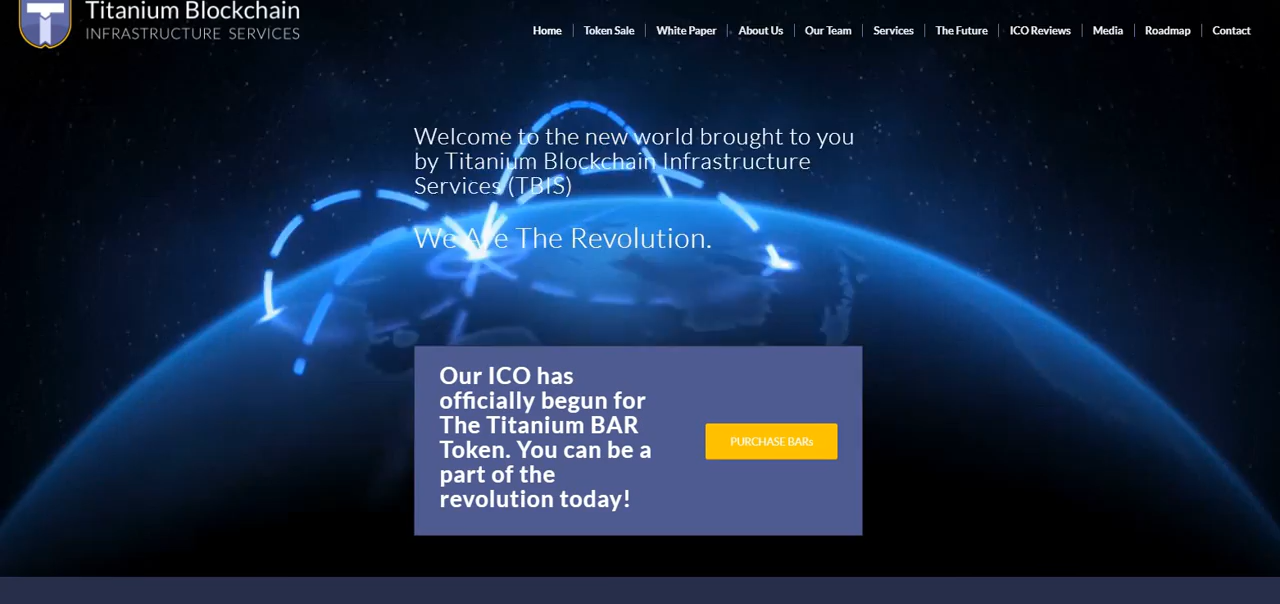 Titanium Blockchain
INFRASTRUCTURE SERVICES
Home Token Sale White Paper About Us Our Team Services The Future ICO Reviews Media Roadmap Contact
Welcome to the new world brought to you
by Titanium Blockchain Infrastructure
Services (TBIS)
We Are The Revolution.
Our ICO has
officially begun for
The Titanium BAR
Token. You can be a
part of the
revolution today!
PURCHASE BARs